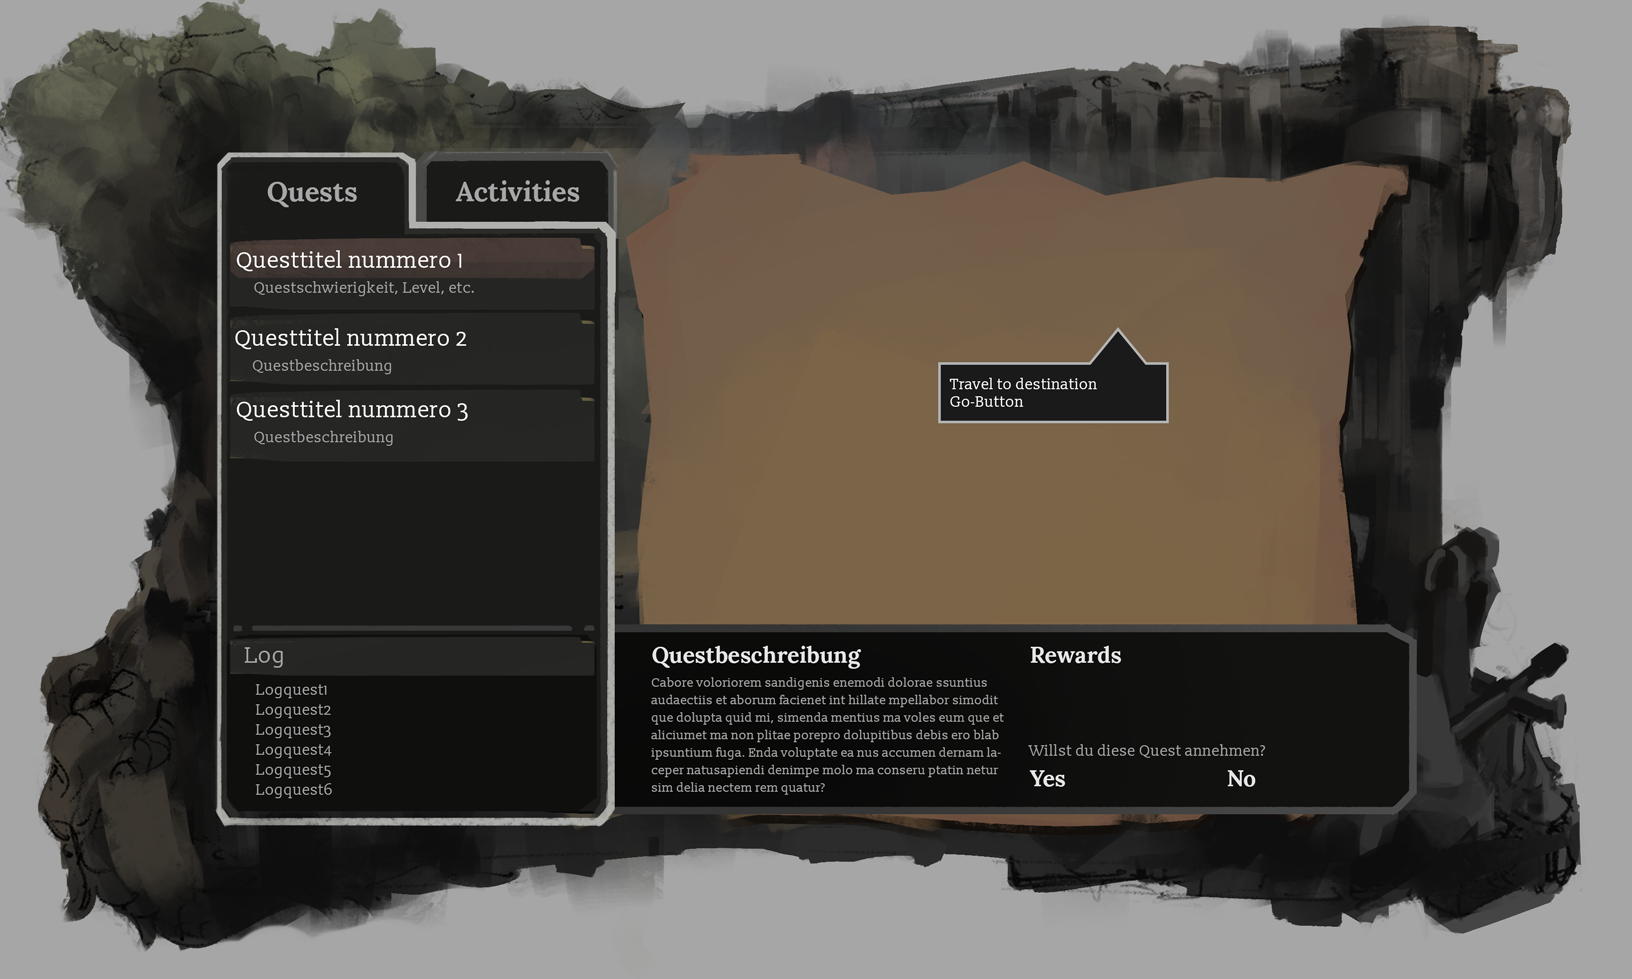 Quests
Activities
Questtitel nummero 1
Questschwierigkeit, Level, etc.
Questtitel nummero 2
Questbeschreibung
Questtitel nummero 3
Questbeschreibung
Log
Logquest1
Logquest2
Logquest3
Logquest4
Logquest5
Logquest6
Travel to destination
Go-Button
Questbeschreibung
Cabore voloriorem sandigenis enemodi dolorae ssuntius
audaectiis et aborum facienet int hillate mpellabor simodit
que dolupta quid mi, simenda mentius ma voles eum que et
aliciumet ma non plitae porepro dolupitibus debis ero blab
ipsuntium fuga. Enda voluptate ea nus accumen dernam la-
ceper natusapiendi denimpe molo ma conseru ptatin netur
sim delia nectem rem quatur?
Rewards
Willst du diese Quest annehmen?
Yes
No